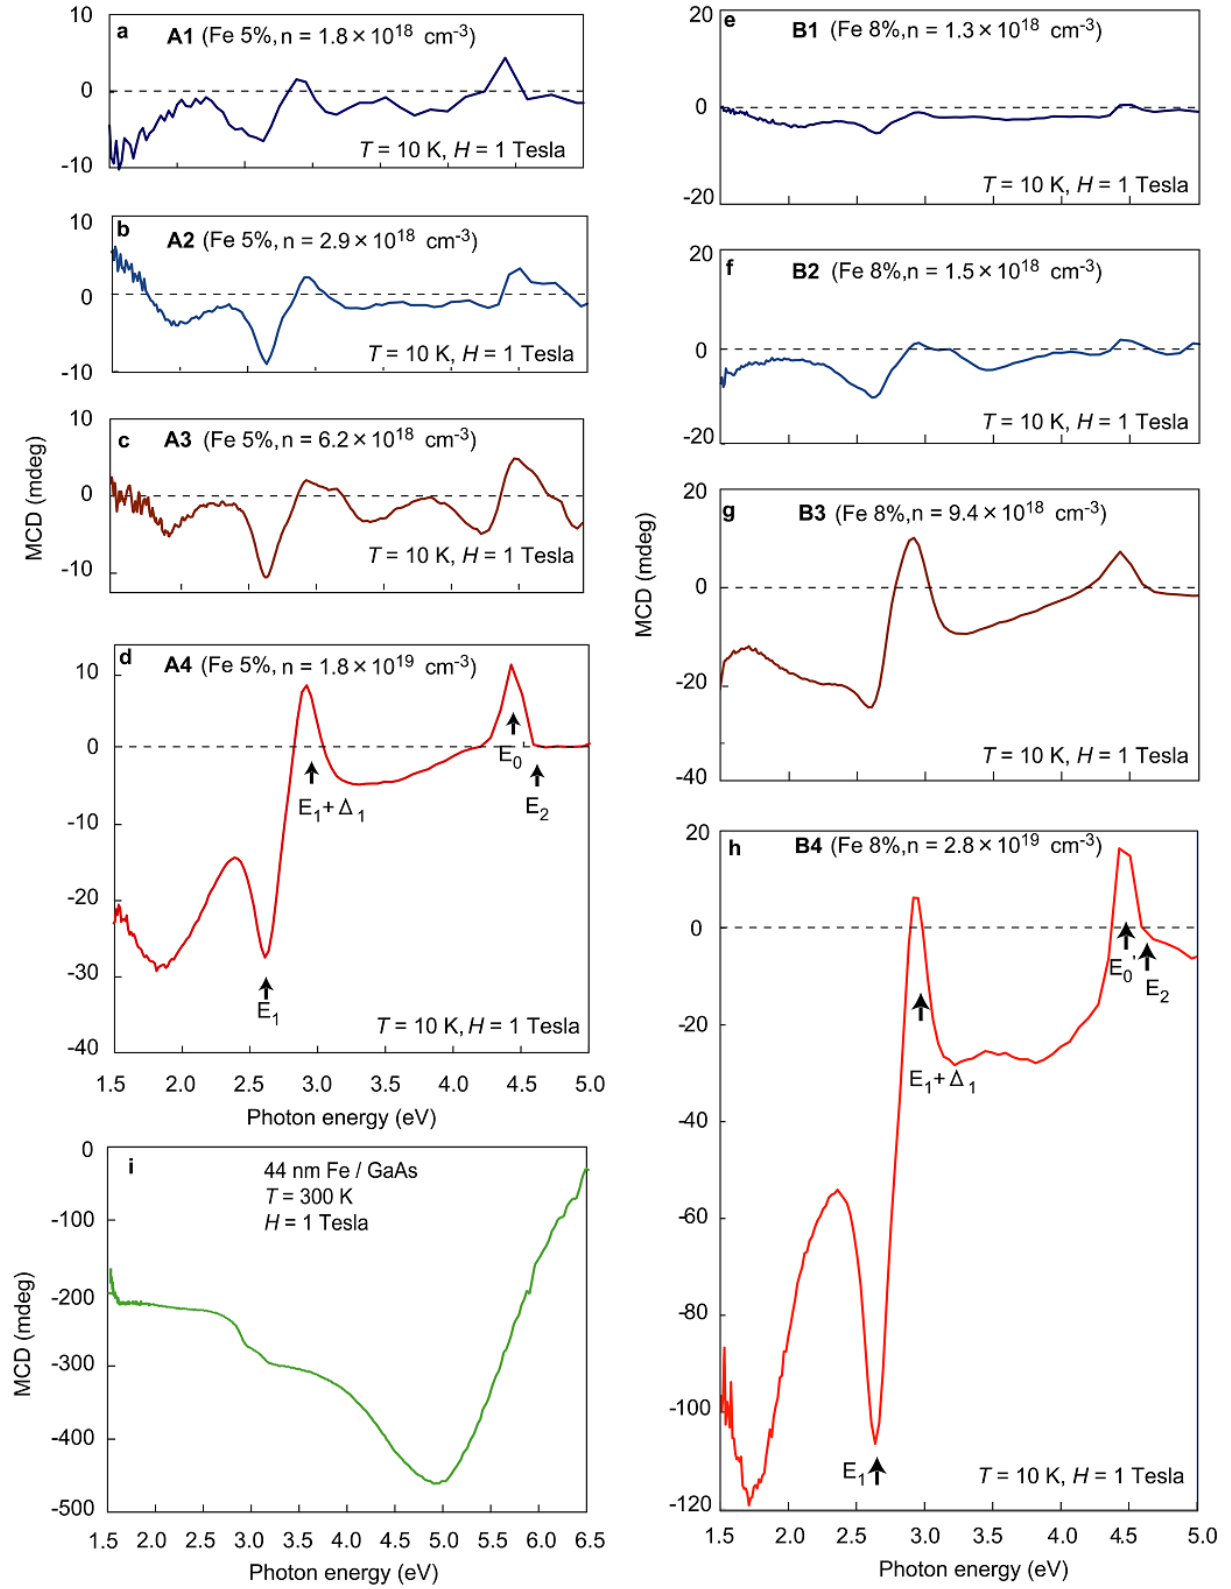 a A1 (Fe 5%, n = 1.8 × 10^18 cm-3)
10
0
-10
T = 10 K, H = 1 Tesla
b A2 (Fe 5%, n = 2.9 × 10^18 cm-3)
10
0
-10
T = 10 K, H = 1 Tesla
c A3 (Fe 5%, n = 6.2 × 10^18 cm-3)
10
0
-10
T = 10 K, H = 1 Tesla
MCD (mdeg)
d A4 (Fe 5%, n = 1.8 × 10^19 cm-3)
10
0
-10
-20
-30
-40
E0'
E1+ Δ1
E2
E1
T = 10 K, H = 1 Tesla
1.5 2.0 2.5 3.0 3.5 4.0 4.5 5.0
Photon energy (eV)
i 44 nm Fe / GaAs
T = 300 K
H = 1 Tesla
0
-100
-200
-300
-400
-500
MCD (mdeg)
1.5 2.0 2.5 3.0 3.5 4.0 4.5 5.0 5.5 6.0 6.5
Photon energy (eV)
e B1 (Fe 8%,n = 1.3 × 10^18 cm-3)
20
0
-20
T = 10 K, H = 1 Tesla
f B2 (Fe 8%,n = 1.5 × 10^18 cm-3)
20
0
-20
T = 10 K, H = 1 Tesla
g B3 (Fe 8%,n = 9.4 × 10^18 cm-3)
20
0
-20
-40
T = 10 K, H = 1 Tesla
MCD (mdeg)
h B4 (Fe 8%,n = 2.8 × 10^19 cm-3)
20
0
-20
-40
-60
-80
-100
-120
E0'
E2
E1+ Δ1
E1
T = 10 K, H = 1 Tesla
1.5 2.0 2.5 3.0 3.5 4.0 4.5 5.0
Photon energy (eV)